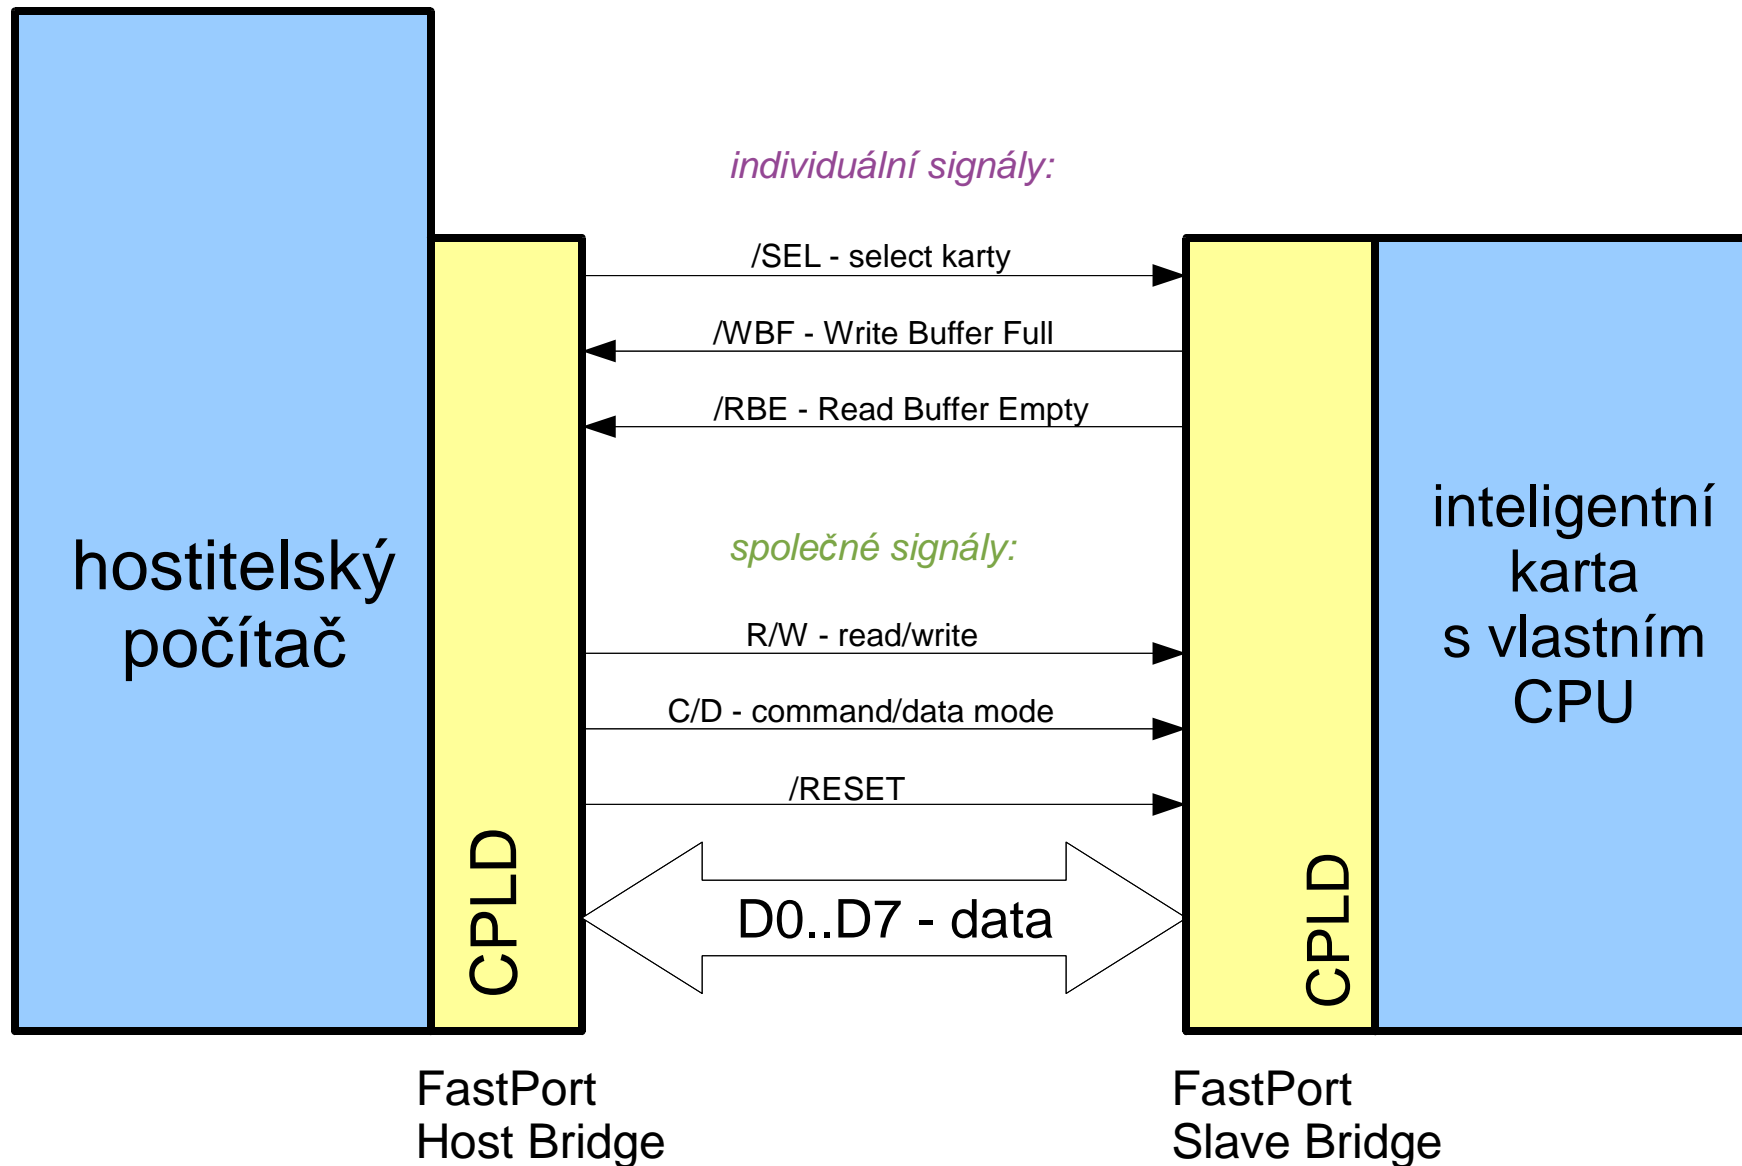 individuální signály:
/SEL - select karty
/WBF - Write Buffer Full
/RBE - Read Buffer Empty
společné signály:
R/W - read/write
C/D - command/data mode
/RESET
D0..D7 - data
hostitelský
počítač
CPLD
CPLD
inteligentní
karta
s vlastním
CPU
FastPort
Host Bridge
FastPort
Slave Bridge